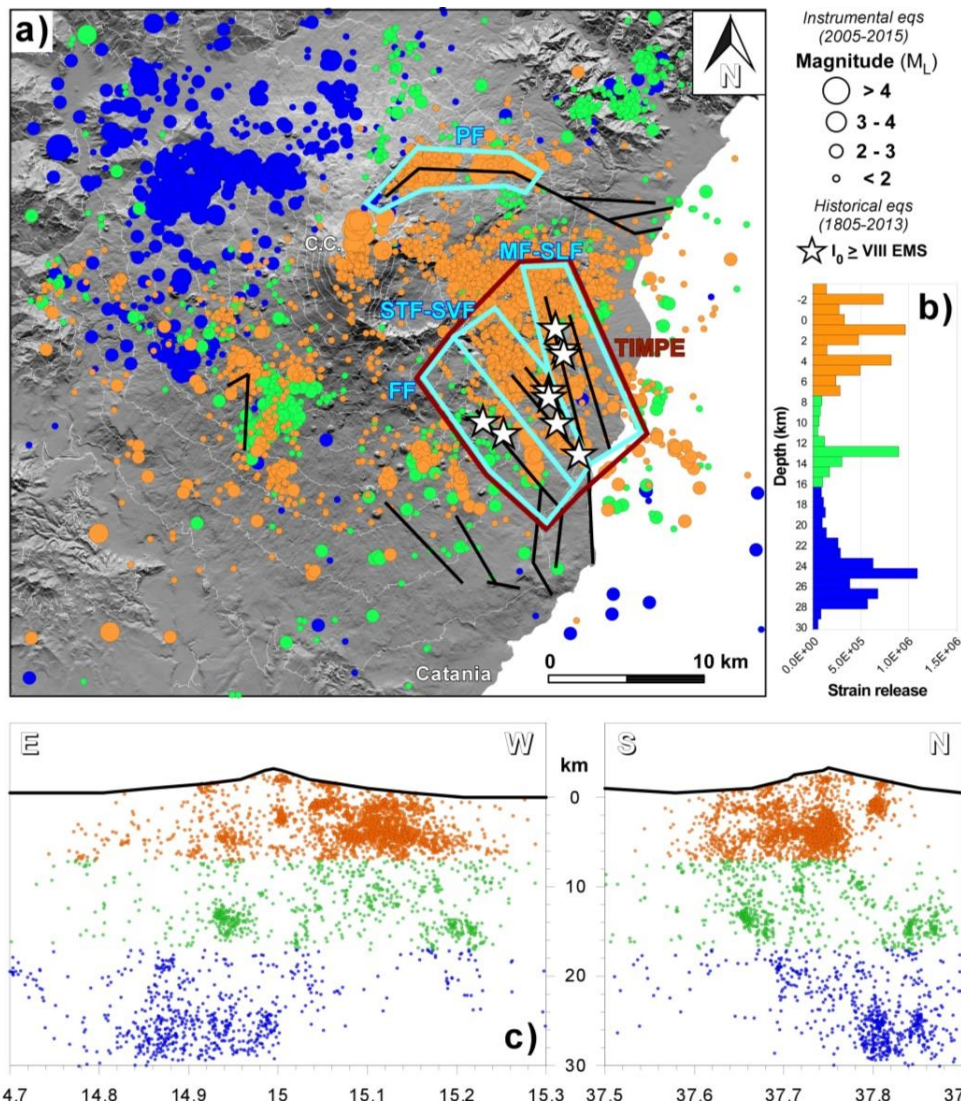 a)
N
Instrumental eqs
(2005-2015)
Magnitude (M_L)
> 4
3 - 4
2 - 3
< 2
Historical eqs
(1805-2013)
I₀ ≥ VIII EMS
PF
C.C.
MF-SLF
STF-SVF
TIMPE
FF
Catania
0 10 km
b)
-2
0
2
4
6
8
10
12
14
16
18
20
22
24
26
28
30
Depth (km)
0.0E+00 5.0E+05 1.0E+06 1.5E+06
Strain release
E W km S N
0
10
20
30
c)
4.7 14.8 14.9 15 15.1 15.2 15.3 37.5 37.6 37.7 37.8 37